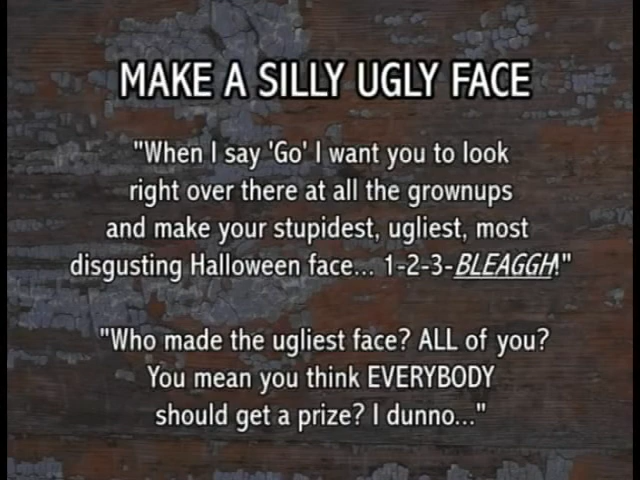 MAKE A SILLY UGLY FACE
"When I say 'Go' I want you to look
right over there at all the grownups
and make your stupidest, ugliest, most
disgusting Halloween face... 1-2-3-BLEAGGH!"
"Who made the ugliest face? ALL of you?
You mean you think EVERYBODY
should get a prize? I dunno..."